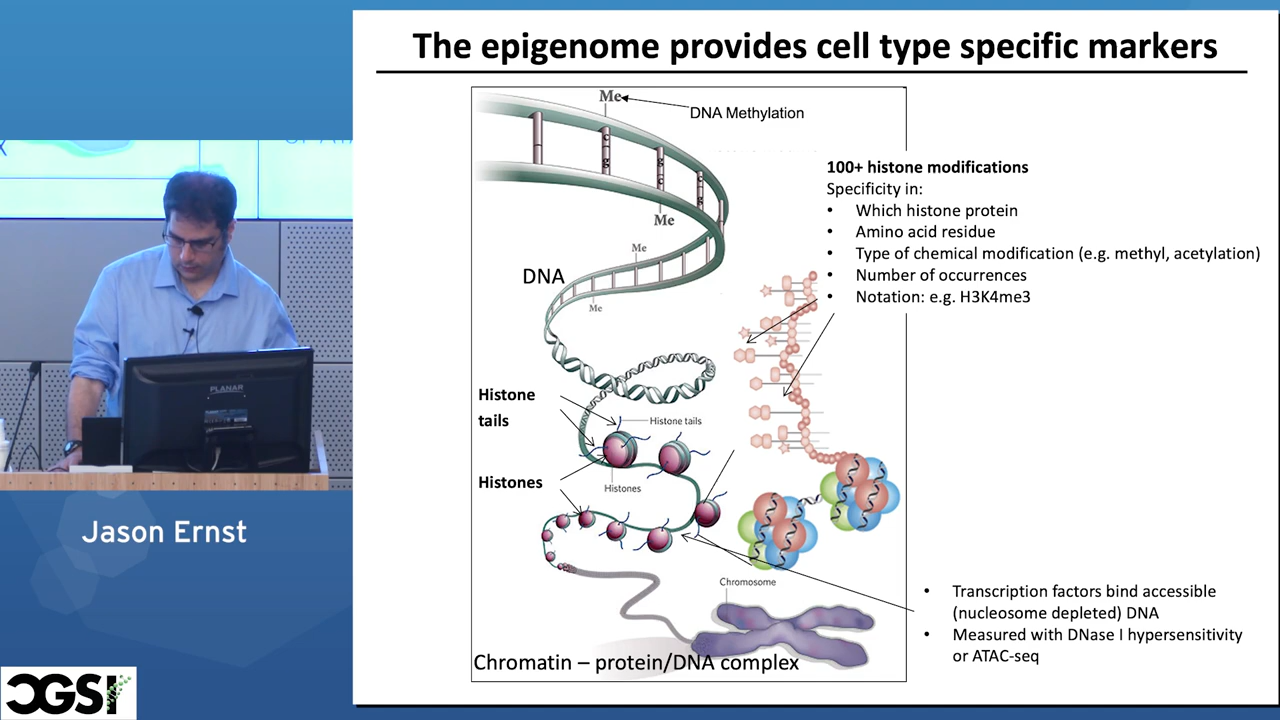 The epigenome provides cell type specific markers
Me
DNA Methylation
100+ histone modifications
Specificity in:
• Which histone protein
• Amino acid residue
• Type of chemical modification (e.g. methyl, acetylation)
• Number of occurrences
• Notation: e.g. H3K4me3
Me
Me
DNA
Me
Histone
tails
Histone tails
Histones
Histones
Chromosome
• Transcription factors bind accessible
(nucleosome depleted) DNA
• Measured with DNase I hypersensitivity
or ATAC-seq
Chromatin – protein/DNA complex
PLANAR
Jason Ernst
CGSI